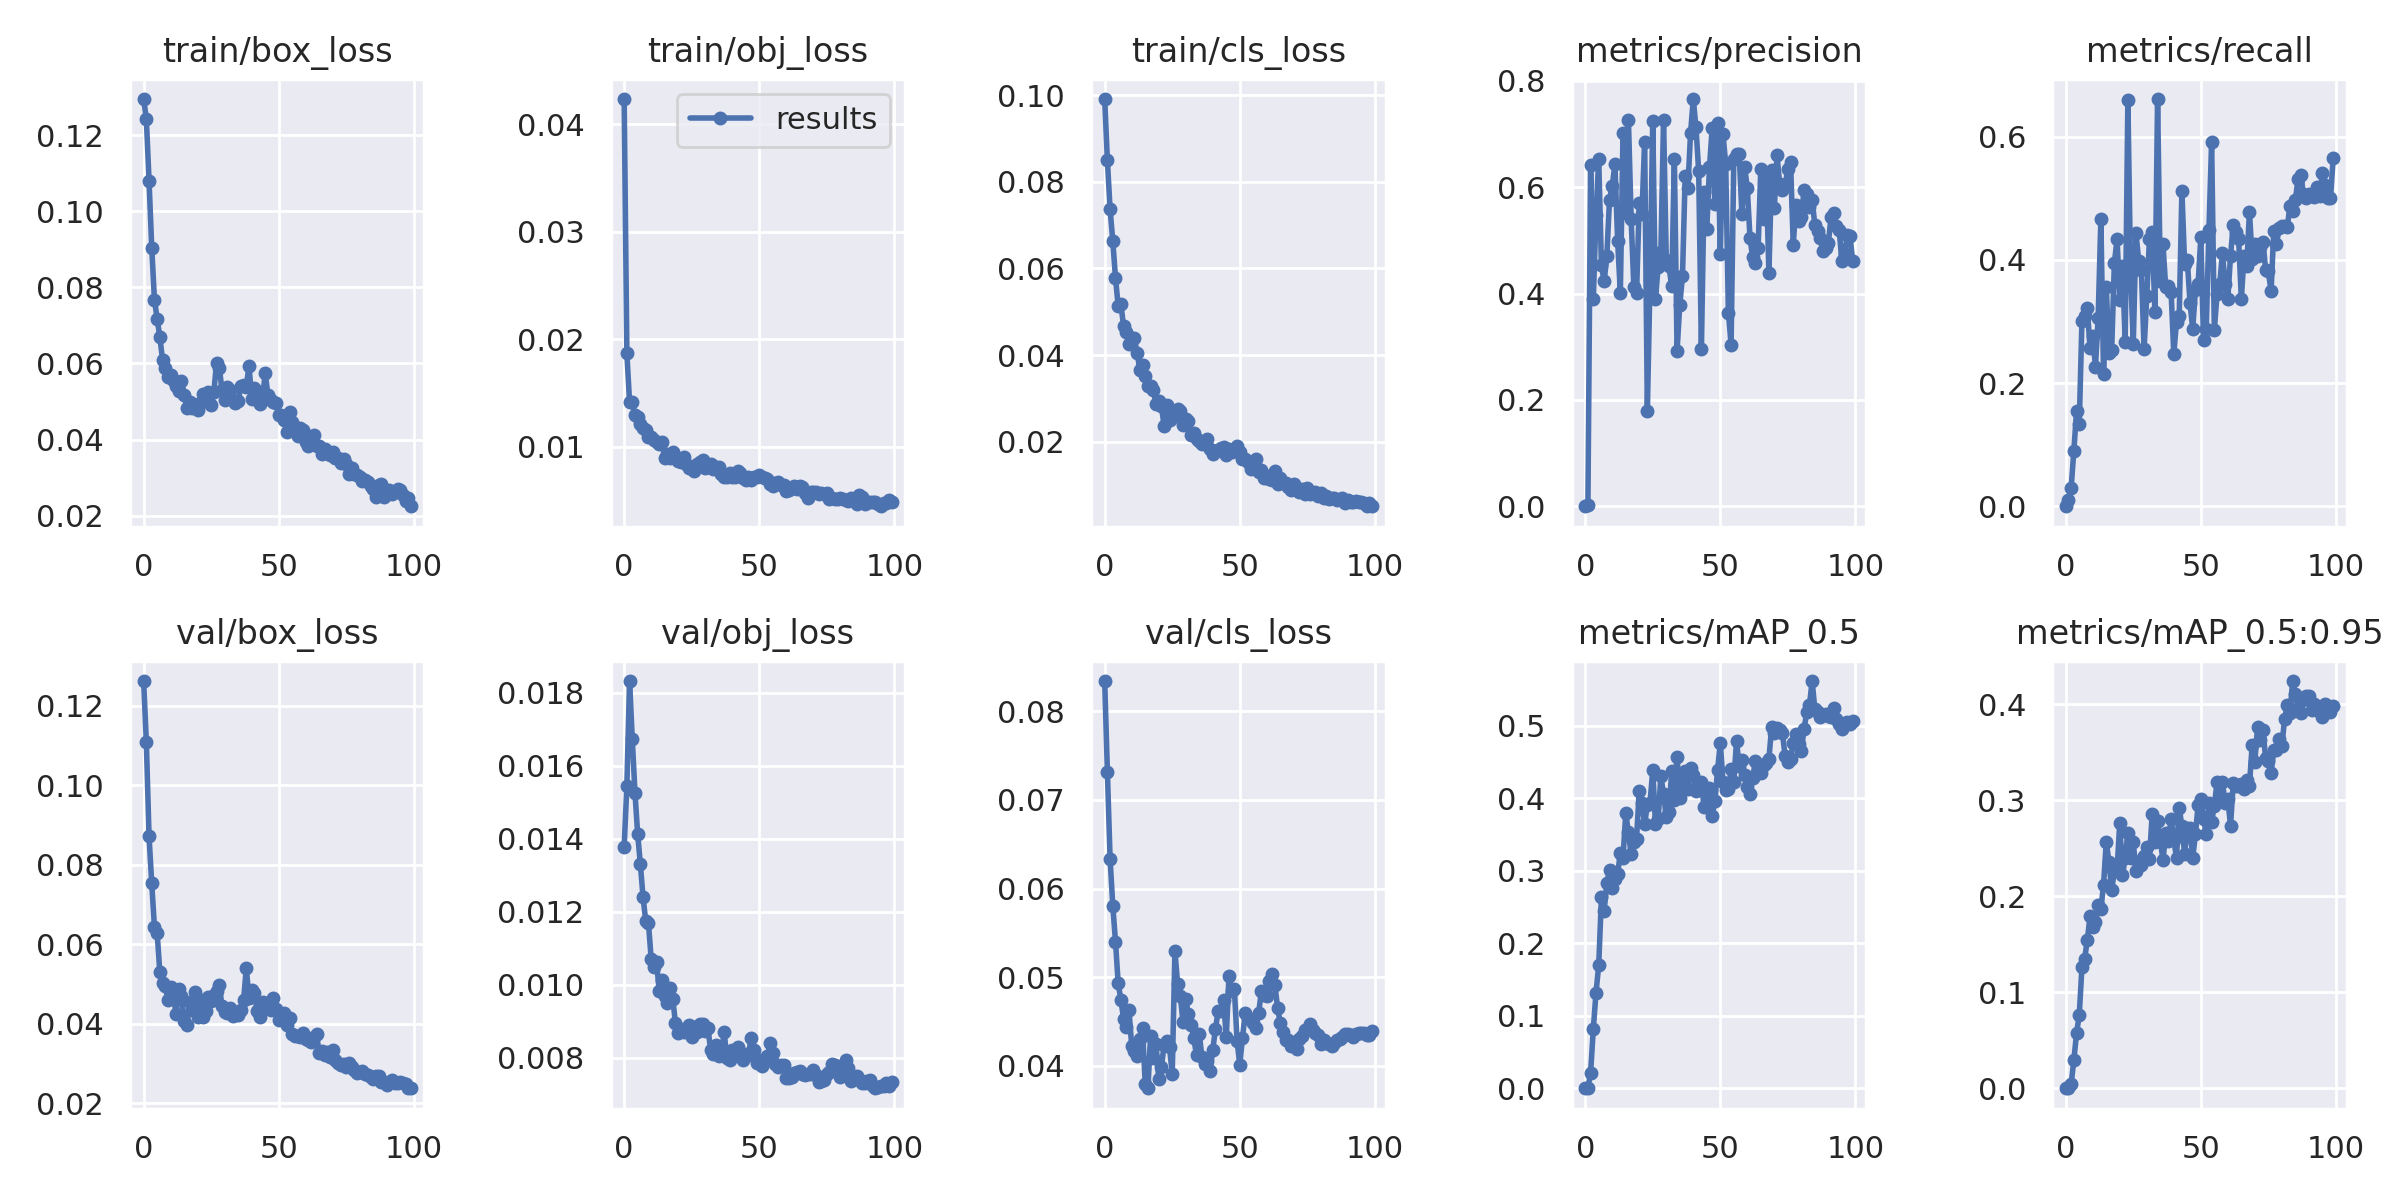 train/box_loss
0.12
0.10
0.08
0.06
0.04
0.02
0 50 100
train/obj_loss
results
0.04
0.03
0.02
0.01
0 50 100
train/cls_loss
0.10
0.08
0.06
0.04
0.02
0 50 100
metrics/precision
0.8
0.6
0.4
0.2
0.0
0 50 100
metrics/recall
0.6
0.4
0.2
0.0
0 50 100
val/box_loss
0.12
0.10
0.08
0.06
0.04
0.02
0 50 100
val/obj_loss
0.018
0.016
0.014
0.012
0.010
0.008
0 50 100
val/cls_loss
0.08
0.07
0.06
0.05
0.04
0 50 100
metrics/mAP_0.5
0.5
0.4
0.3
0.2
0.1
0.0
0 50 100
metrics/mAP_0.5:0.95
0.4
0.3
0.2
0.1
0.0
0 50 100